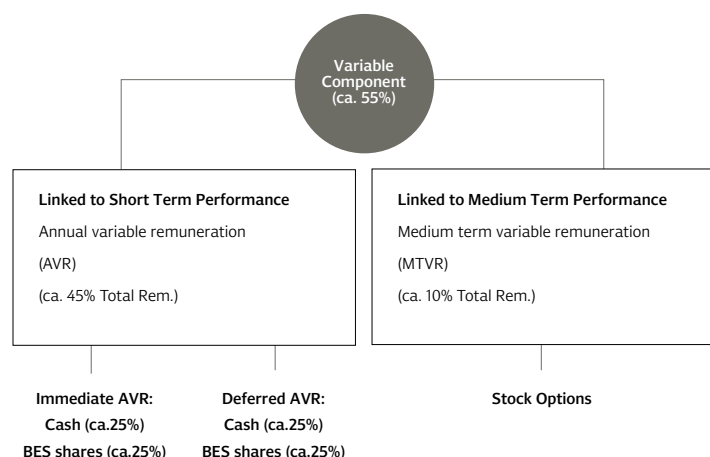 Variable
Component
(ca. 55%)
Linked to Short Term Performance
Annual variable remuneration
(AVR)
(ca. 45% Total Rem.)
Linked to Medium Term Performance
Medium term variable remuneration
(MTVR)
(ca. 10% Total Rem.)
Immediate AVR:
Cash (ca.25%)
BES shares (ca.25%)
Deferred AVR:
Cash (ca.25%)
BES shares (ca.25%)
Stock Options